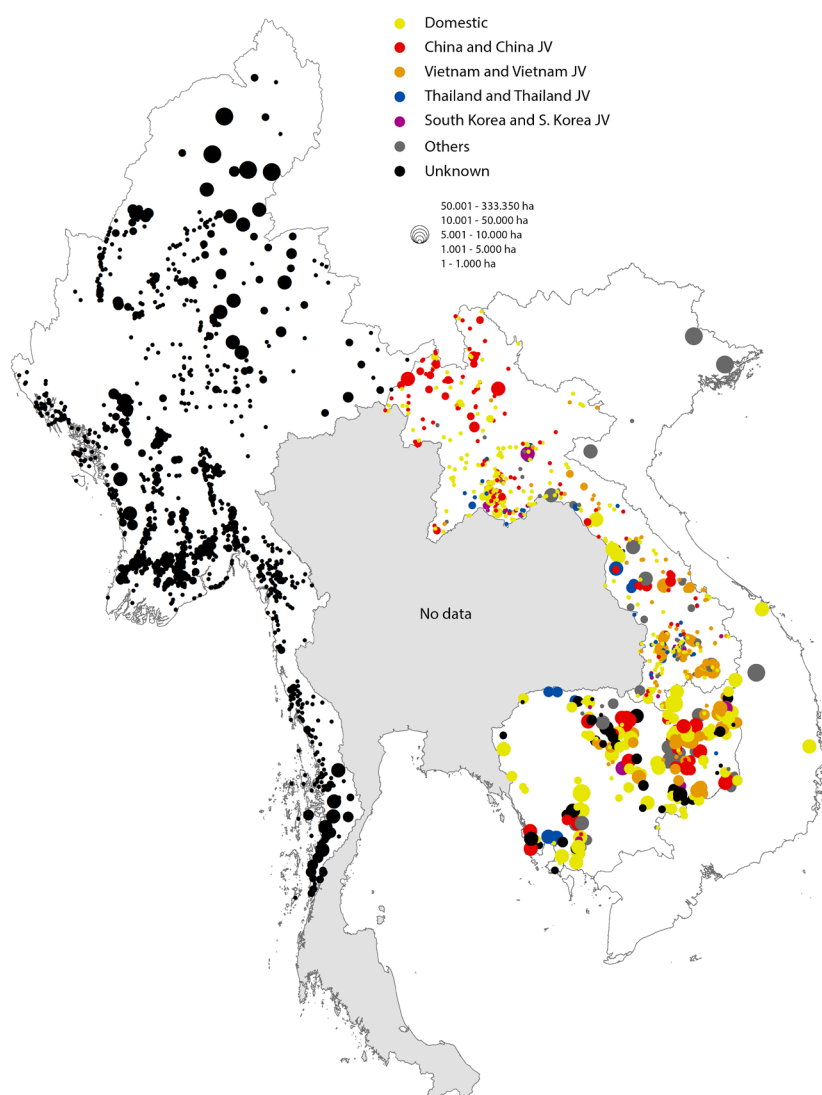 Domestic
China and China JV
Vietnam and Vietnam JV
Thailand and Thailand JV
South Korea and S. Korea JV
Others
Unknown
50.001 - 333.350 ha
10.001 - 50.000 ha
5.001 - 10.000 ha
1.001 - 5.000 ha
1 - 1.000 ha
No data